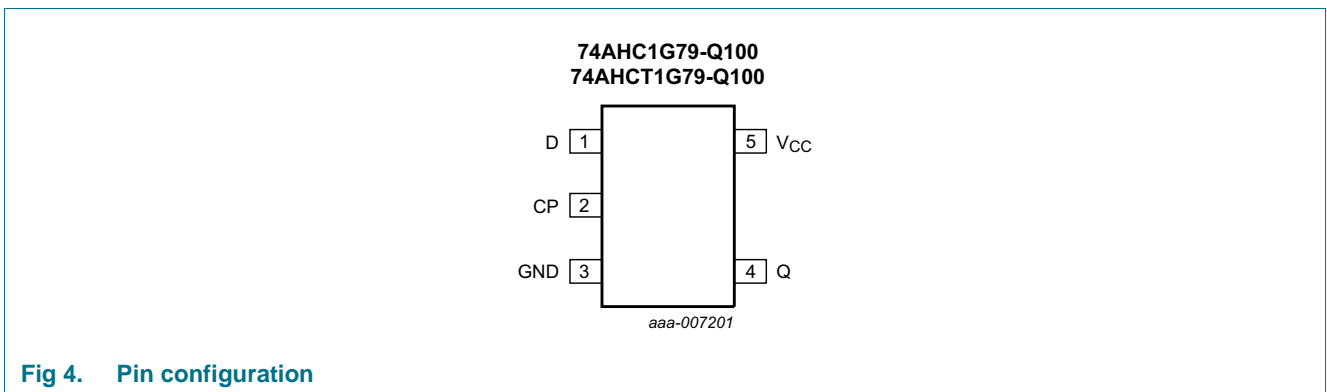 74AHC1G79-Q100
74AHCT1G79-Q100
D 1
5 VCC
CP 2
GND 3
4 Q
aaa-007201
Fig 4. Pin configuration